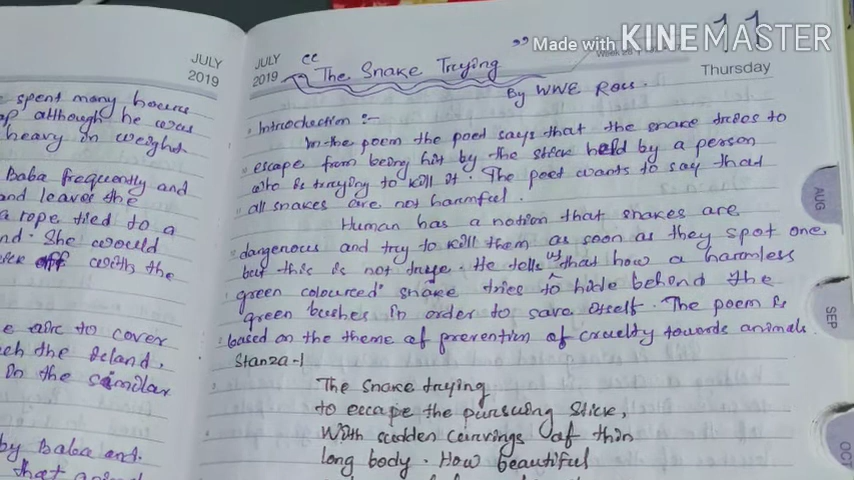 JULY
2019
spent many hours
although he was
heavy in weight.
Baba frequently and
and leaves the
a rope tied to a
She would
off with the
to cover
the island,
in the similar
by Baba and.
that
JULY
2019
Made with KINEMASTER
11
Week 28
Thursday
" The Snake Trying "
By WWE Ross.
Introduction :-
In the poem the poet says that the snake tries to
escape from being hit by the stick held by a person
who is trying to kill it. The poet wants to say that
all snakes are not harmful.
Human has a notion that snakes are
dangerous and try to kill them as soon as they spot one,
but this is not true. He tells us that how a harmless
green coloured snake tries to hide behind the
green bushes in order to save itself. The poem is
based on the theme of prevention of cruelty towards animals.
Stanza-1
The snake trying
to escape the pursuing stick,
With sudden curvings of thin
long body. How beautiful
AUG
SEP
OCT